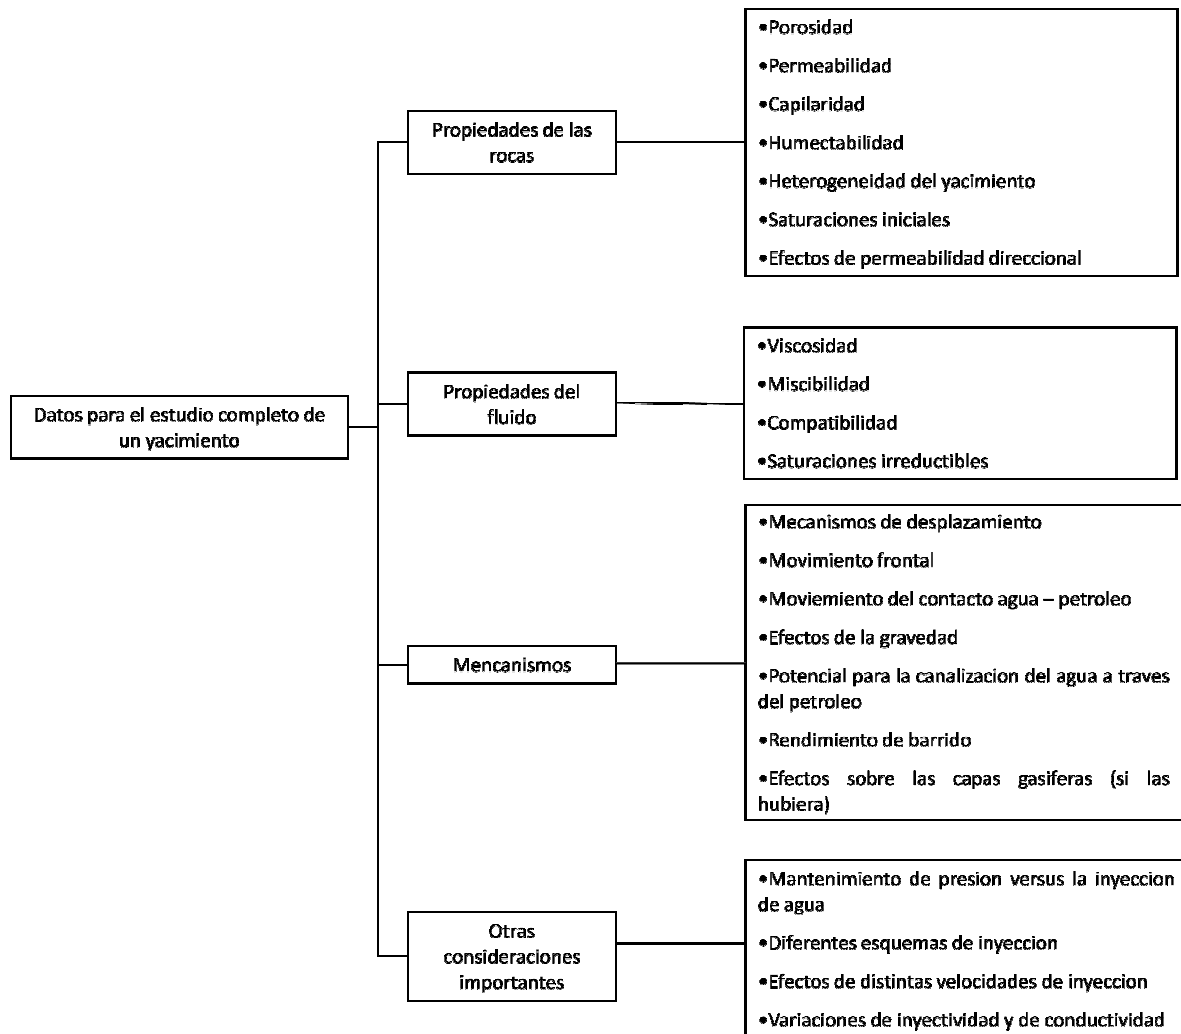 Datos para el estudio completo de
un yacimiento
Propiedades de las
rocas
•Porosidad
•Permeabilidad
•Capilaridad
•Humectabilidad
•Heterogeneidad del yacimiento
•Saturaciones iniciales
•Efectos de permeabilidad direccional
Propiedades del
fluido
•Viscosidad
•Miscibilidad
•Compatibilidad
•Saturaciones irreductibles
Mencanismos
•Mecanismos de desplazamiento
•Movimiento frontal
•Moviemiento del contacto agua – petroleo
•Efectos de la gravedad
•Potencial para la canalizacion del agua a traves
del petroleo
•Rendimiento de barrido
•Efectos sobre las capas gasiferas (si las
hubiera)
Otras
consideraciones
importantes
•Mantenimiento de presion versus la inyeccion
de agua
•Diferentes esquemas de inyeccion
•Efectos de distintas velocidades de inyeccion
•Variaciones de inyectividad y de conductividad